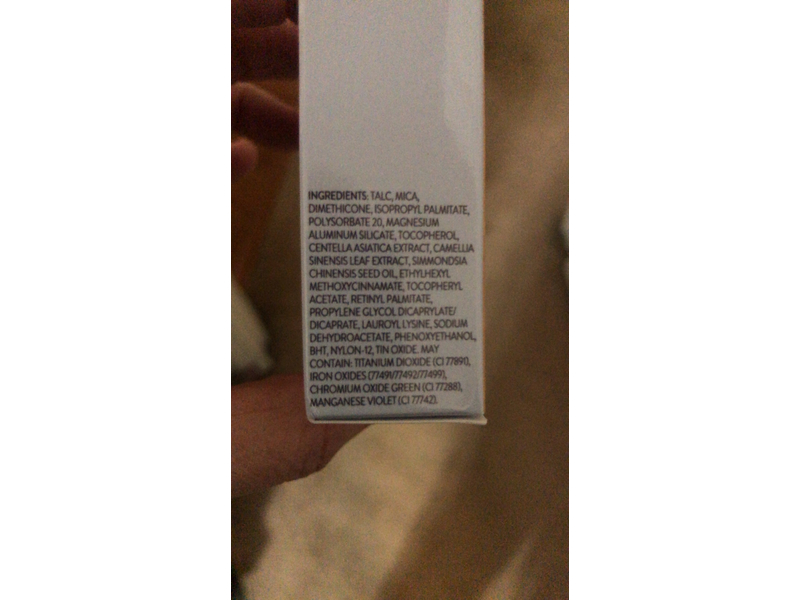 INGREDIENTS: TALC, MICA,
DIMETHICONE, ISOPROPYL PALMITATE,
POLYSORBATE 20, MAGNESIUM
ALUMINUM SILICATE, TOCOPHEROL,
CENTELLA ASIATICA EXTRACT, CAMELLIA
SINENSIS LEAF EXTRACT, SIMMONDSIA
CHINENSIS SEED OIL, ETHYLHEXYL
METHOXYCINNAMATE, TOCOPHERYL
ACETATE, RETINYL PALMITATE,
PROPYLENE GLYCOL DICAPRYLATE/
DICAPRATE, LAUROYL LYSINE, SODIUM
DEHYDROACETATE, PHENOXYETHANOL,
BHT, NYLON-12, TIN OXIDE. MAY
CONTAIN: TITANIUM DIOXIDE (CI 77891),
IRON OXIDES (77491/77492/77499),
CHROMIUM OXIDE GREEN (CI 77288),
MANGANESE VIOLET (CI 77742).